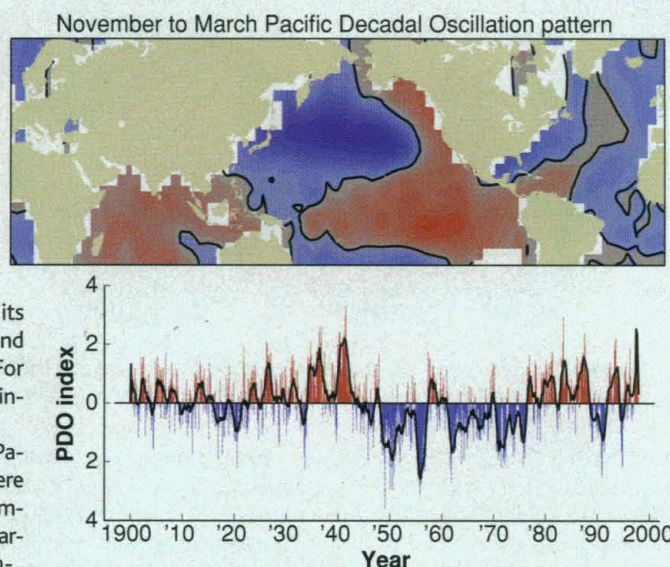 November to March Pacific Decadal Oscillation pattern
its
nd
For
in-
Pa-
ere
m-
ar-
n-
PDO index
4
2
0
2
4
1900 '10 '20 '30 '40 '50 '60 '70 '80 '90 2000
Year